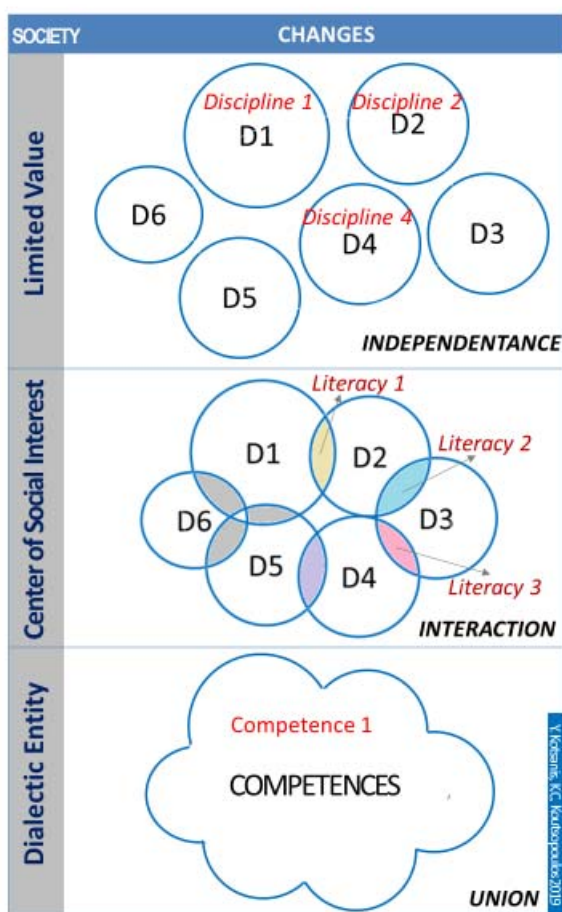 SOCIETY
CHANGES
Limited Value
Discipline 1
D1
Discipline 2
D2
D6
Discipline 4
D4
D3
D5
INDEPENDENTANCE
Center of Social Interest
Literacy 1
D1
D2
Literacy 2
D6
D3
D5
D4
Literacy 3
INTERACTION
Dialectic Entity
Competence 1
COMPETENCES
UNION
Y. Kotsanis, K.C. Koutsopoulos 2019